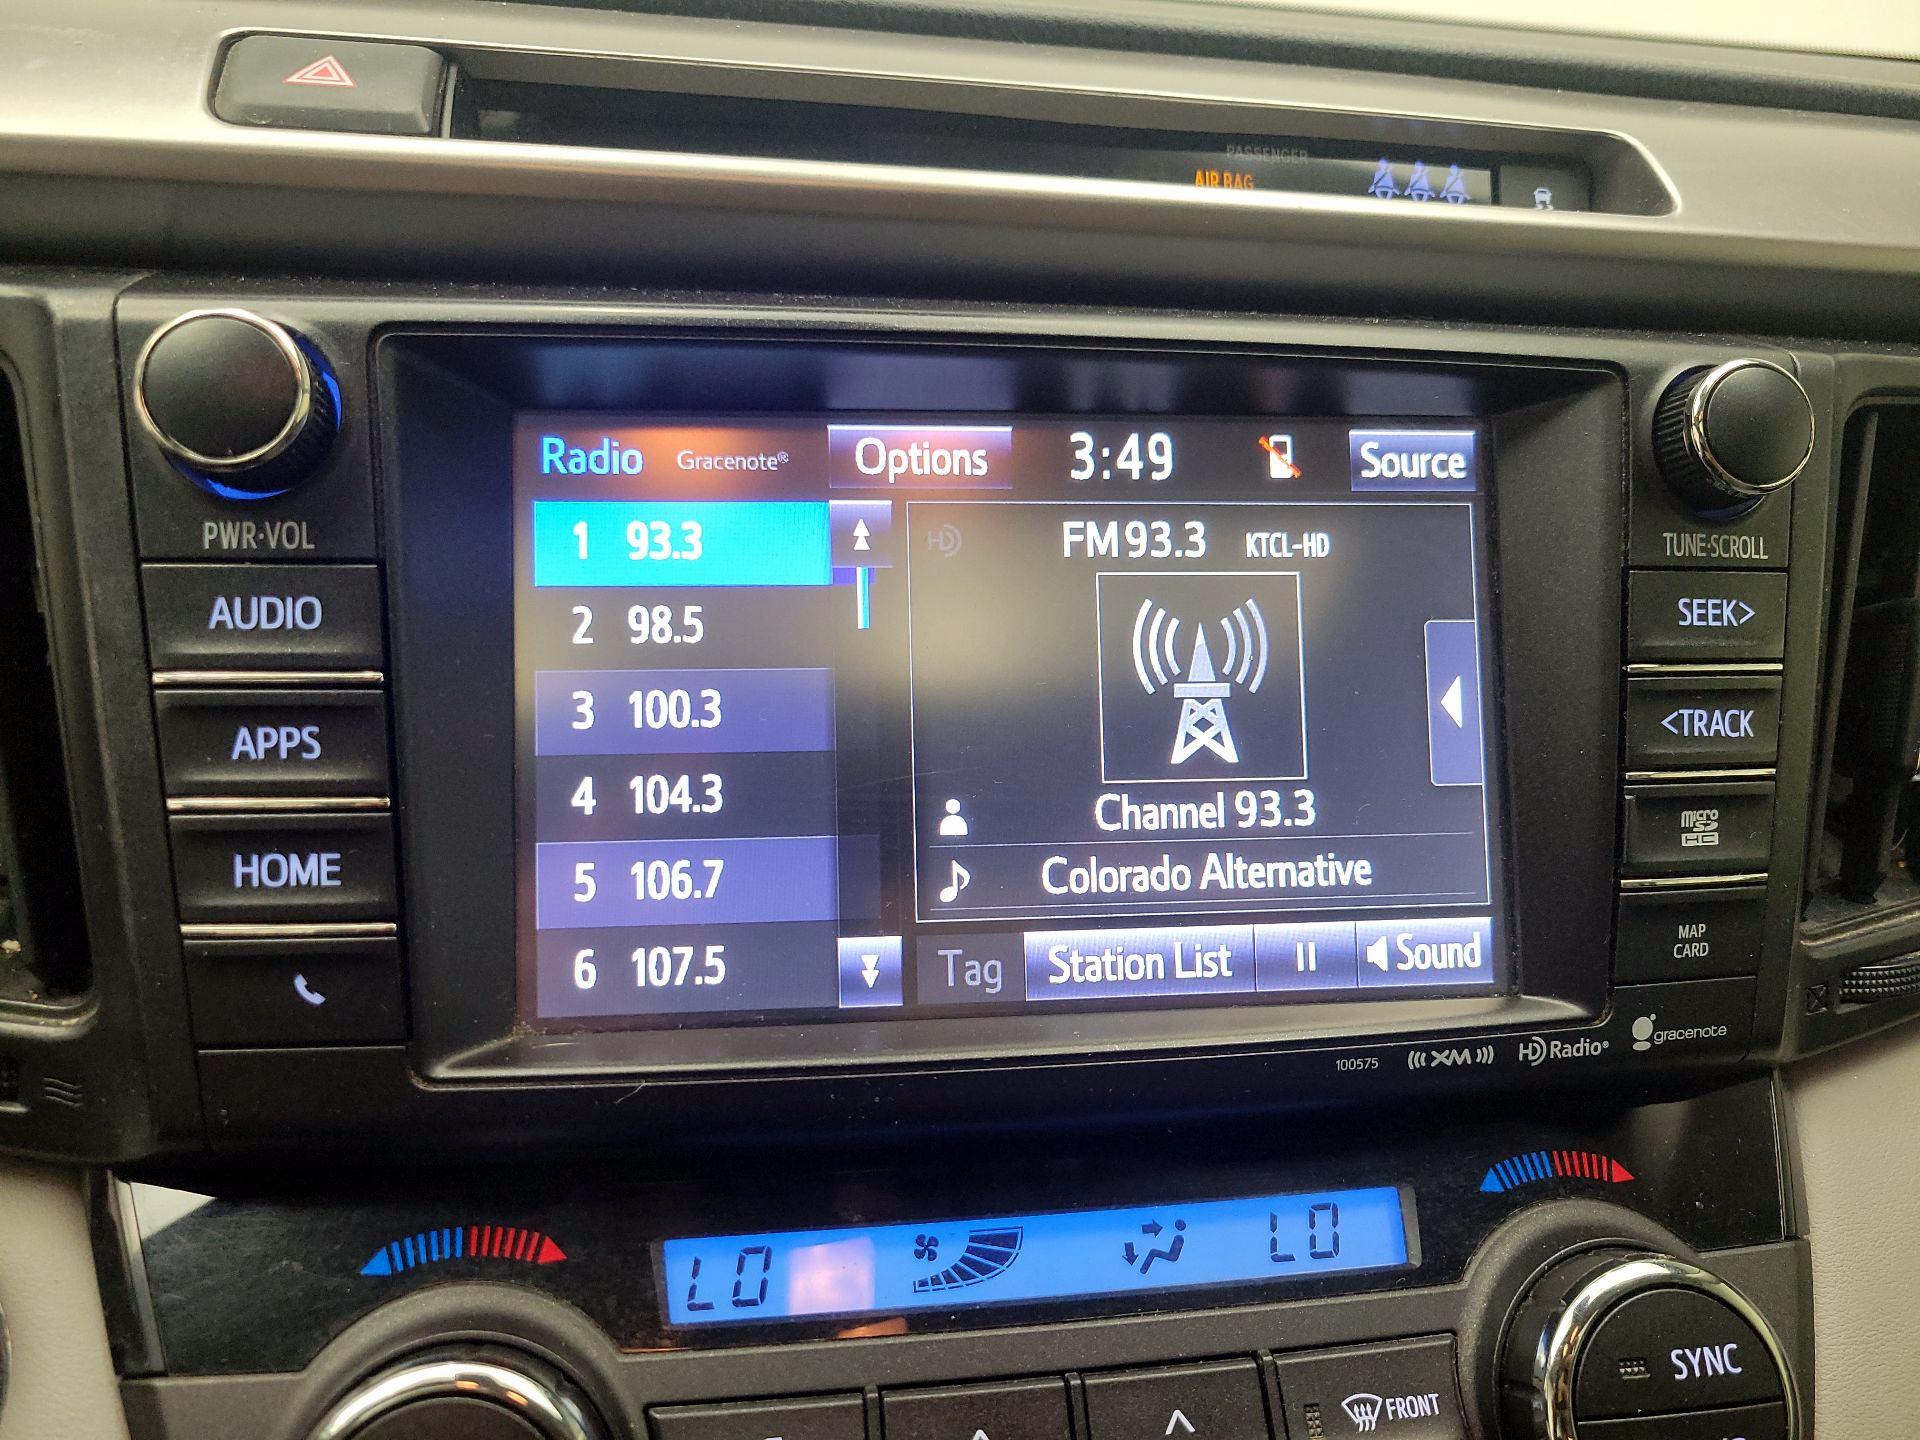 PASSENGER
AIR BAG
Radio Gracenote® Options 3:49 Source
1 93.3
2 98.5
3 100.3
4 104.3
5 106.7
6 107.5
HD FM 93.3 KTCL-HD
Channel 93.3
Colorado Alternative
Tag Station List Sound
PWR·VOL
AUDIO
APPS
HOME
TUNE·SCROLL
SEEK>
<TRACK
micro
SD
HC
MAP
CARD
100575 ((( XM ))) HD Radio® gracenote
LO LO
SYNC
FRONT